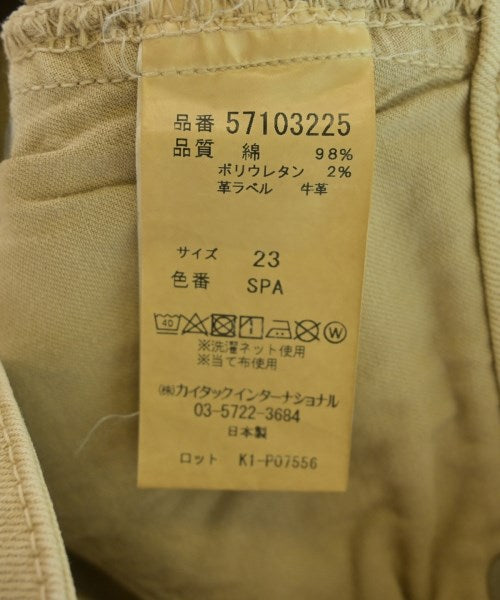 品番 57103225
品質 綿 98%
ポリウレタン 2%
革ラベル 牛革
サイズ 23
色番 SPA
40 W
※洗濯ネット使用
※当て布使用
㈱カイタックインターナショナル
03-5722-3684
日本製
ロット K1-P07556